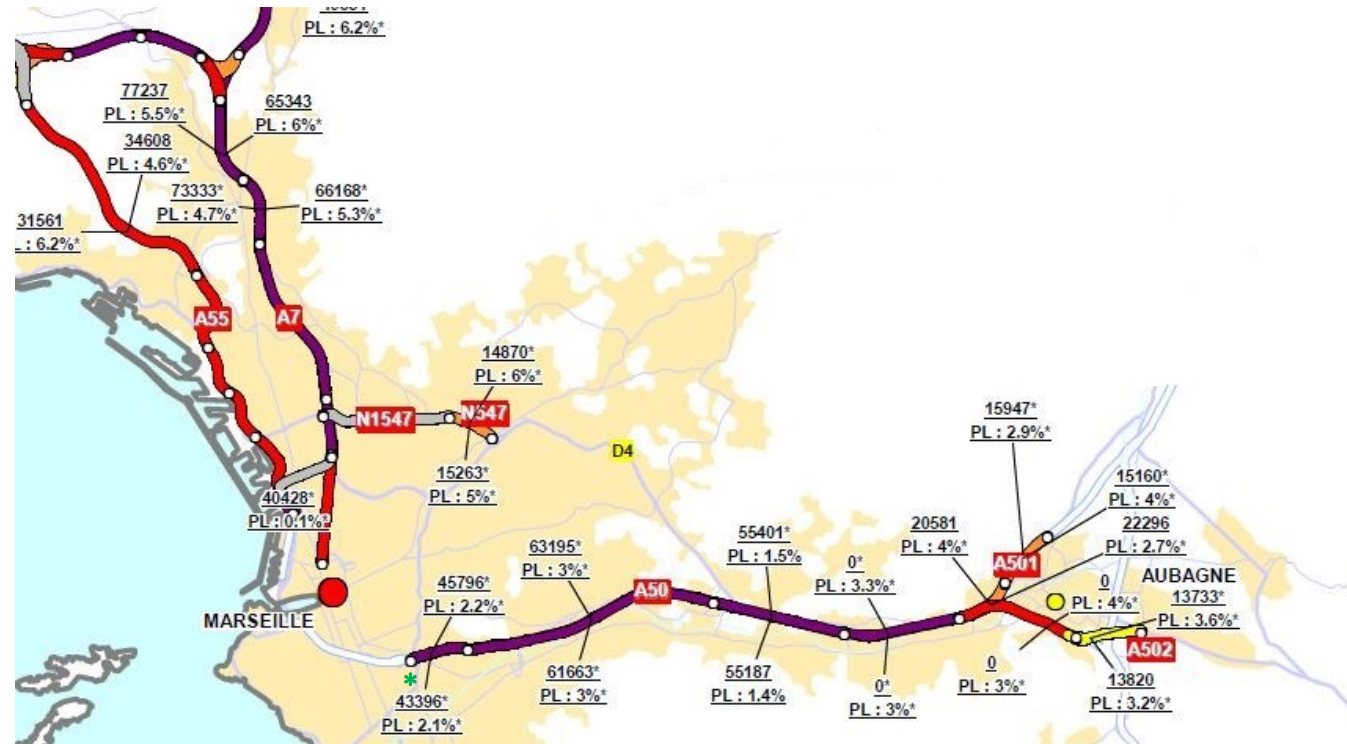 PL : 6.2%*
77237
PL : 5.5%*
65343
PL : 6%*
34608
PL : 4.6%*
73333*
PL : 4.7%*
66168*
PL : 5.3%*
31561
L : 6.2%*
A55
A7
14870*
PL : 6%*
N1547
N547
15947*
PL : 2.9%*
D4
15263*
PL : 5%*
15160*
PL : 4%*
40428*
PL : 0.1%*
20581
PL : 4%*
22296
PL : 2.7%*
55401*
PL : 1.5%
63195*
PL : 3%*
0*
PL : 3.3%*
A501
45796*
PL : 2.2%*
A50
0
PL : 4%*
AUBAGNE
13733*
PL : 3.6%*
MARSEILLE
A502
61663*
PL : 3%*
55187
PL : 1.4%
0*
PL : 3%*
0
PL : 3%*
13820
PL : 3.2%*
*
43396*
PL : 2.1%*